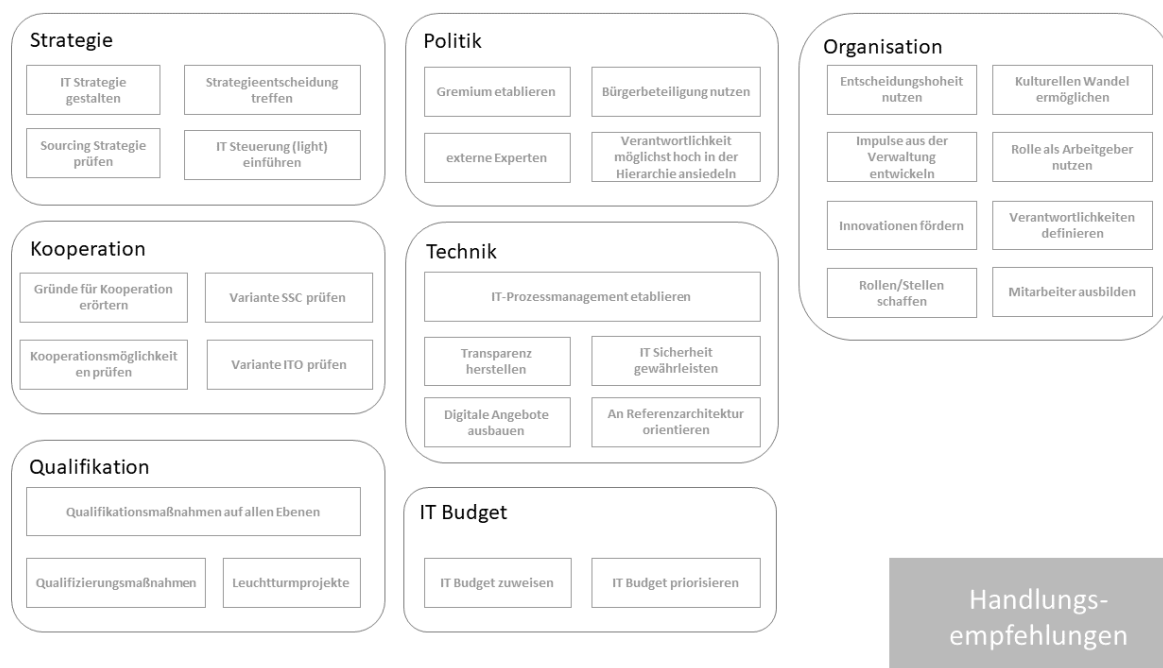 Strategie
IT Strategie
gestalten
Strategieentscheidung
treffen
Sourcing Strategie
prüfen
IT Steuerung (light)
einführen
Politik
Gremium etablieren
Bürgerbeteiligung nutzen
externe Experten
Verantwortlichkeit
möglichst hoch in der
Hierarchie ansiedeln
Organisation
Entscheidungshoheit
nutzen
Kulturellen Wandel
ermöglichen
Impulse aus der
Verwaltung
entwickeln
Rolle als Arbeitgeber
nutzen
Innovationen fördern
Verantwortlichkeiten
definieren
Rollen/Stellen
schaffen
Mitarbeiter ausbilden
Kooperation
Gründe für Kooperation
erörtern
Variante SSC prüfen
Kooperationsmöglichkeit
en prüfen
Variante ITO prüfen
Technik
IT-Prozessmanagement etablieren
Transparenz
herstellen
IT Sicherheit
gewährleisten
Digitale Angebote
ausbauen
An Referenzarchitektur
orientieren
Qualifikation
Qualifikationsmaßnahmen auf allen Ebenen
Qualifizierungsmaßnahmen
Leuchtturmprojekte
IT Budget
IT Budget zuweisen
IT Budget priorisieren
Handlungs-
empfehlungen